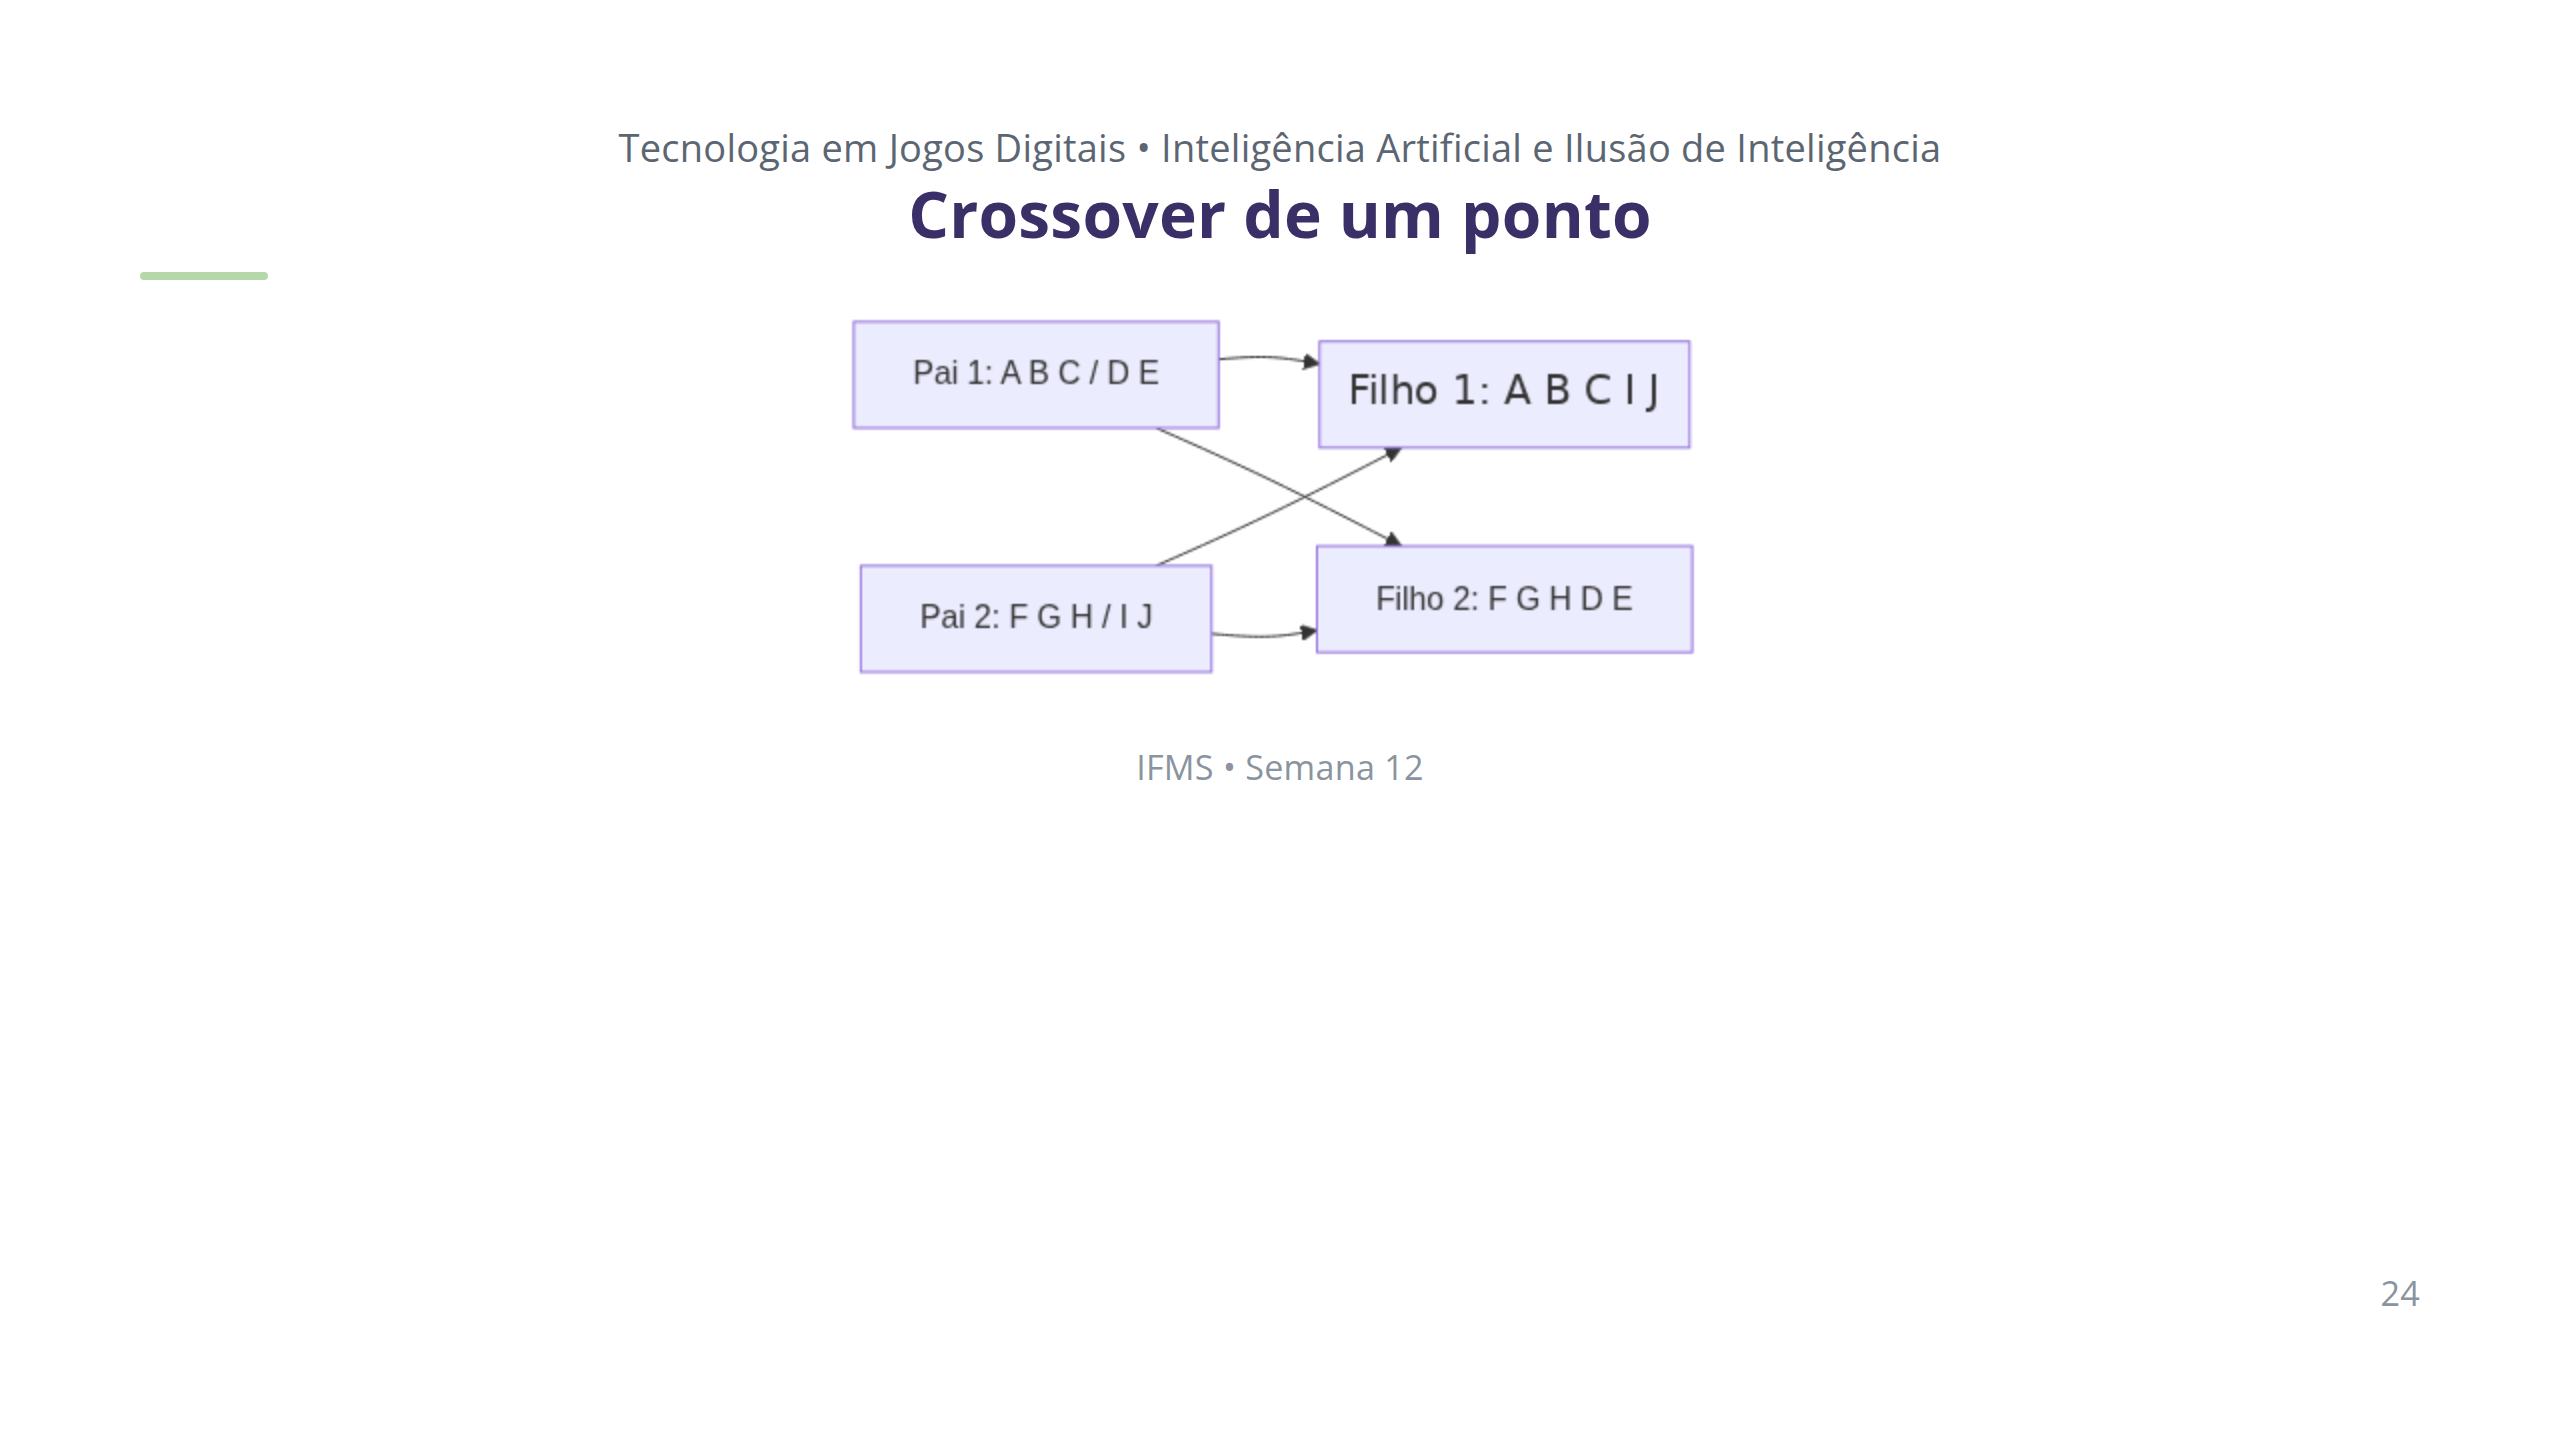 Tecnologia em Jogos Digitais • Inteligência Artificial e Ilusão de Inteligência
Crossover de um ponto
Pai 1: A B C / D E
Filho 1: A B C I J
Pai 2: F G H / I J
Filho 2: F G H D E
IFMS • Semana 12
24